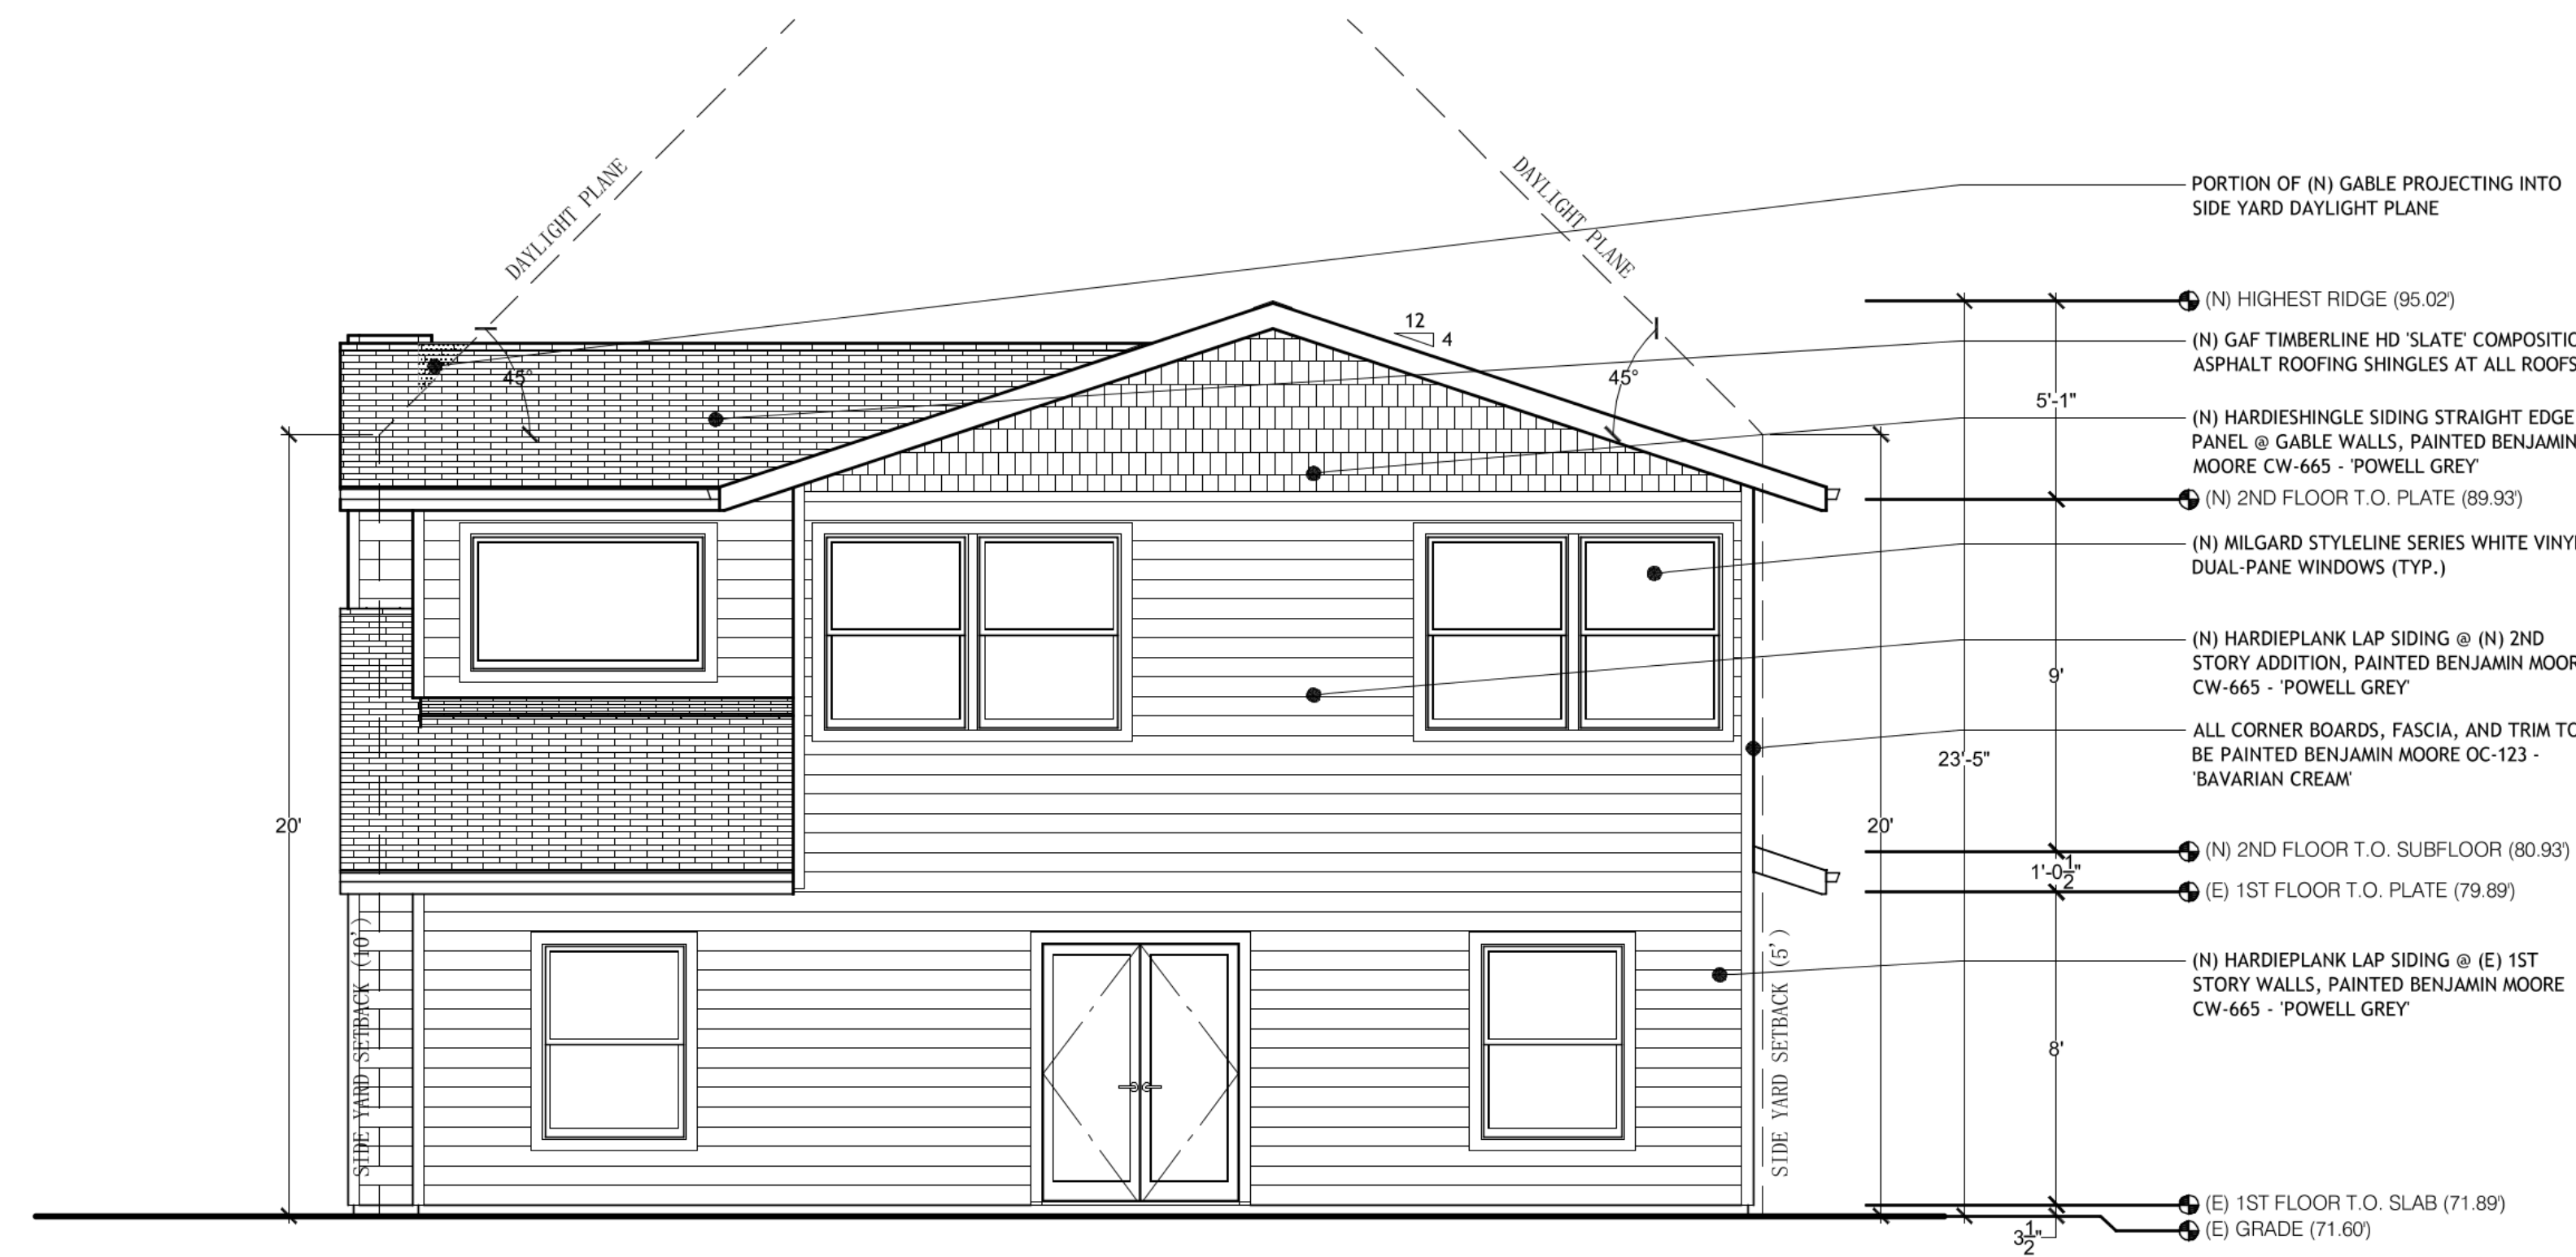 DAYLIGHT PLANE
DAYLIGHT PLANE
PORTION OF (N) GABLE PROJECTING INTO
SIDE YARD DAYLIGHT PLANE
(N) HIGHEST RIDGE (95.02')
12
4
(N) GAF TIMBERLINE HD 'SLATE' COMPOSITIO
ASPHALT ROOFING SHINGLES AT ALL ROOFS
45°
45°
5'-1"
(N) HARDIESHINGLE SIDING STRAIGHT EDGE
PANEL @ GABLE WALLS, PAINTED BENJAMIN
MOORE CW-665 - 'POWELL GREY'
(N) 2ND FLOOR T.O. PLATE (89.93')
(N) MILGARD STYLELINE SERIES WHITE VINYL
DUAL-PANE WINDOWS (TYP.)
(N) HARDIEPLANK LAP SIDING @ (N) 2ND
STORY ADDITION, PAINTED BENJAMIN MOOR
CW-665 - 'POWELL GREY'
9'
ALL CORNER BOARDS, FASCIA, AND TRIM TO
BE PAINTED BENJAMIN MOORE OC-123 -
'BAVARIAN CREAM'
23'-5"
20'
20'
(N) 2ND FLOOR T.O. SUBFLOOR (80.93')
1'-0 1/2"
(E) 1ST FLOOR T.O. PLATE (79.89')
SIDE YARD SETBACK (10')
SIDE YARD SETBACK (5')
(N) HARDIEPLANK LAP SIDING @ (E) 1ST
STORY WALLS, PAINTED BENJAMIN MOORE
CW-665 - 'POWELL GREY'
8'
(E) 1ST FLOOR T.O. SLAB (71.89')
(E) GRADE (71.60')
3 1/2"